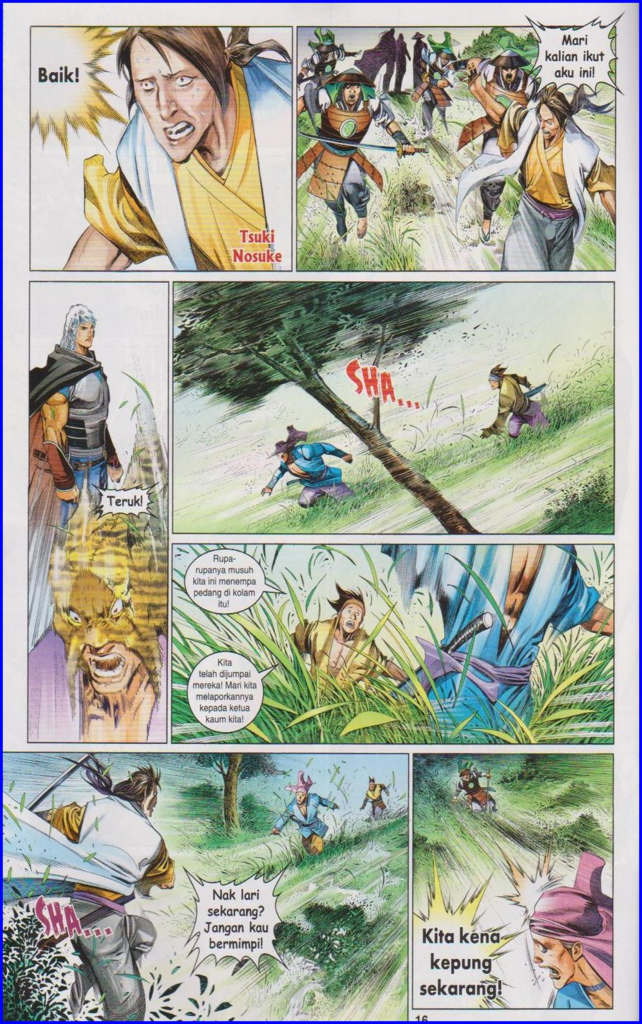 Baik!
Tsuki
Nosuke
Mari
kalian ikut
aku ini!
Teruk!
SHA...
Rupa-
rupanya musuh
kita ini menempa
pedang di kolam
itu!
Kita
telah dijumpai
mereka! Mari kita
melaporkannya
kepada ketua
kaum kita!
SHA...
Nak lari
sekarang?
Jangan kau
bermimpi!
Kita kena
kepung
sekarang!
16